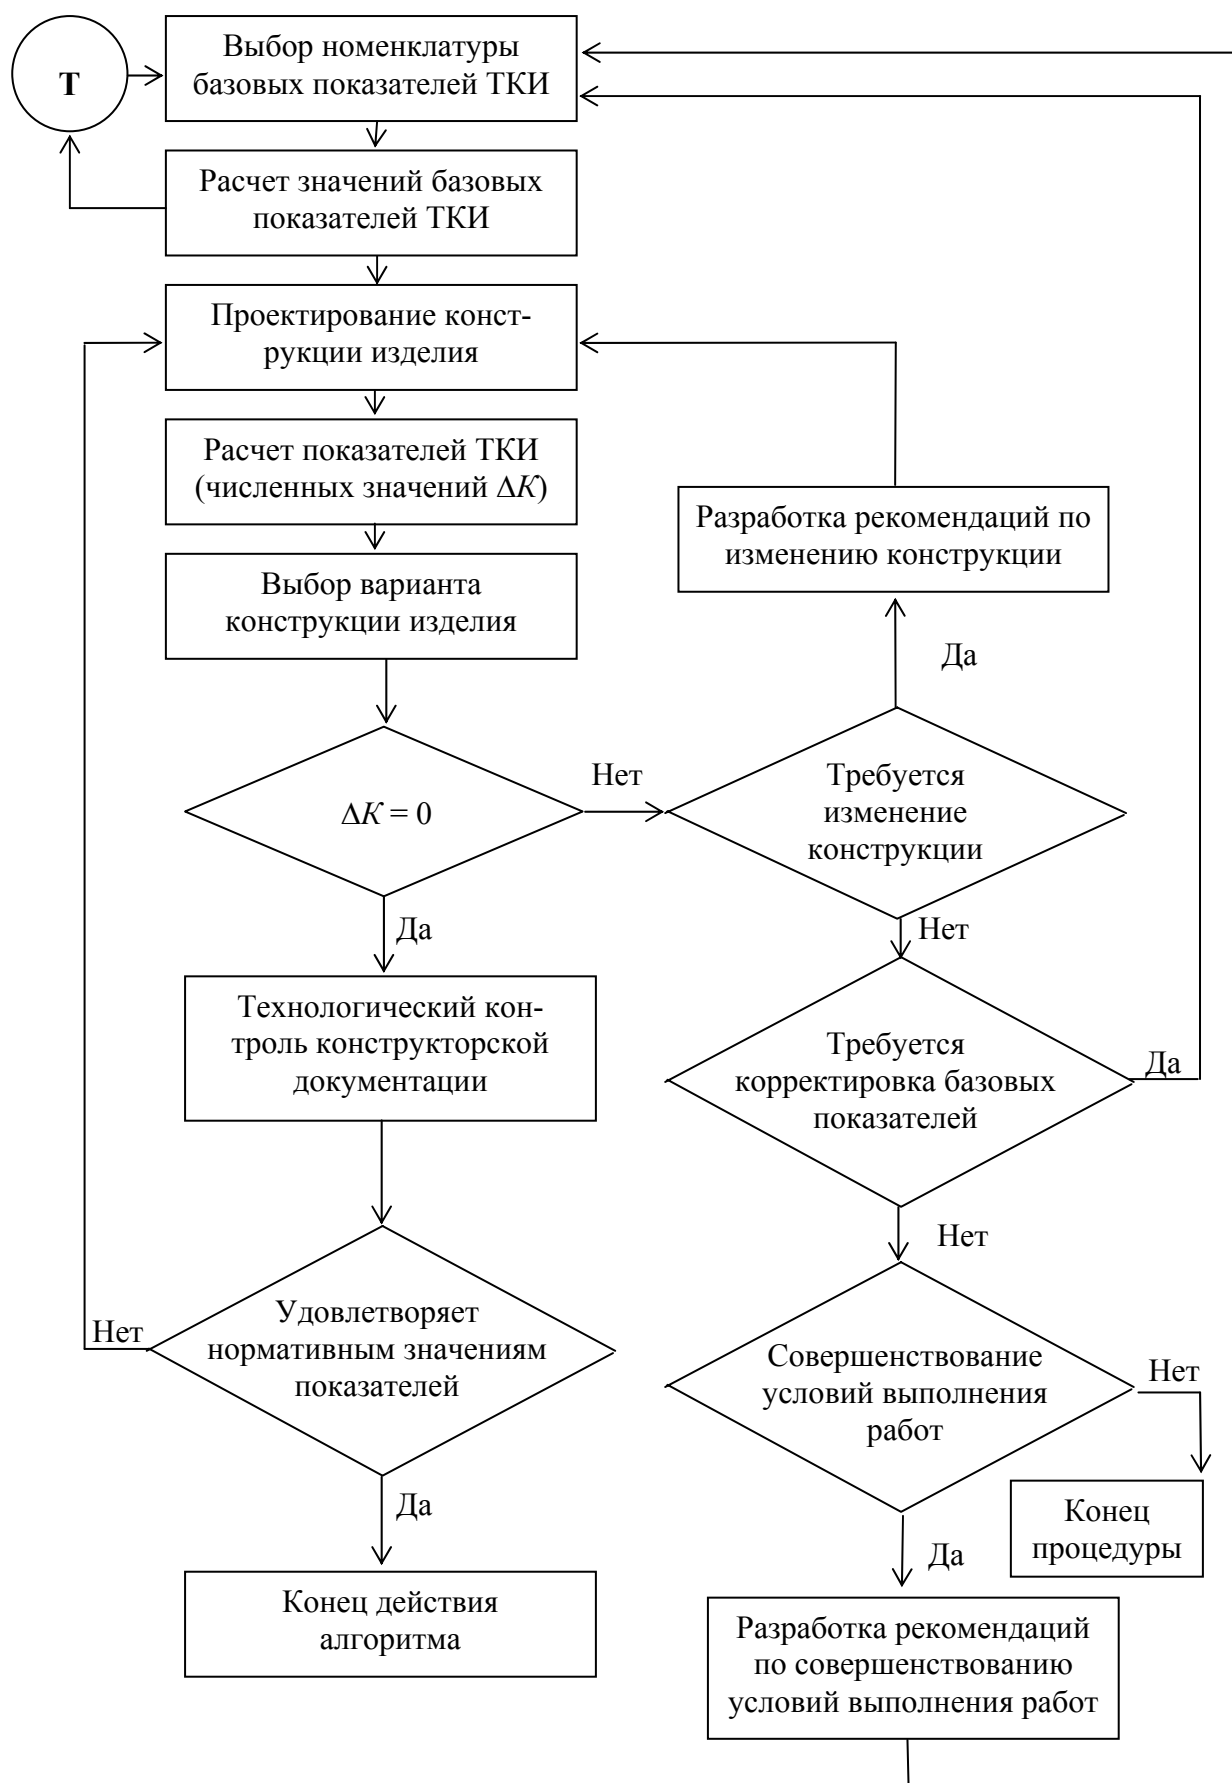 Т
Выбор номенклатуры
базовых показателей ТКИ
Расчет значений базовых
показателей ТКИ
Проектирование конст-
рукции изделия
Расчет показателей ТКИ
(численных значений ΔК)
Выбор варианта
конструкции изделия
Разработка рекомендаций по
изменению конструкции
Да
ΔК = 0
Нет
Требуется
изменение
конструкции
Да
Нет
Технологический кон-
троль конструкторской
документации
Требуется
корректировка базовых
показателей
Да
Нет
Удовлетворяет
нормативным значениям
показателей
Нет
Совершенствование
условий выполнения
работ
Нет
Да
Конец
процедуры
Да
Конец действия
алгоритма
Разработка рекомендаций
по совершенствованию
условий выполнения работ